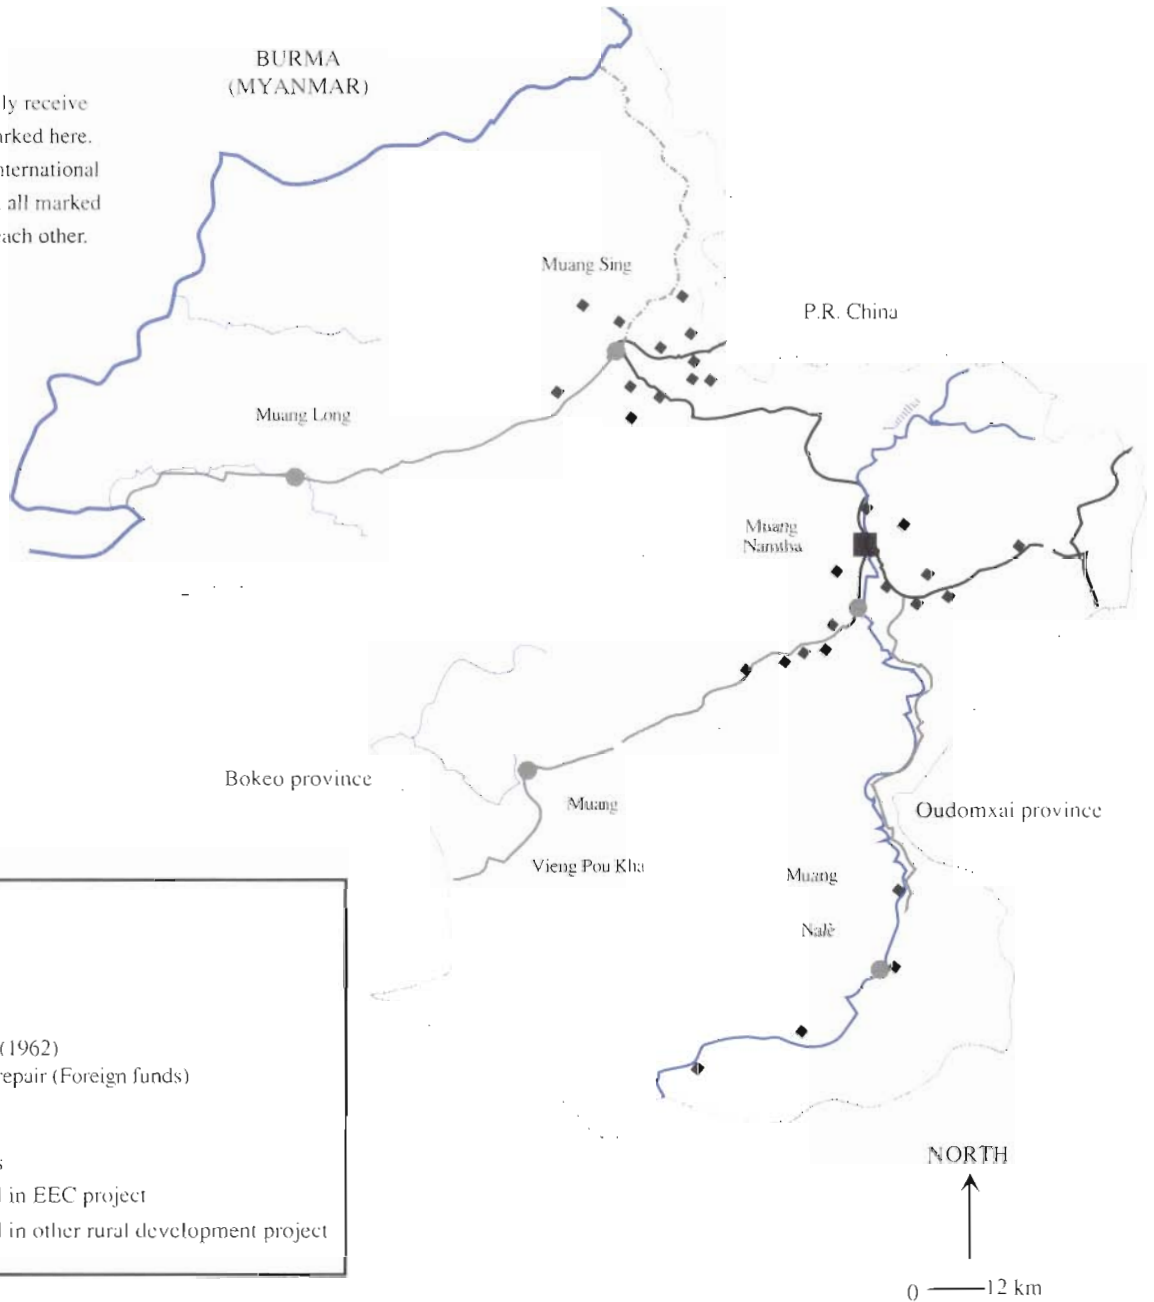 BURMA
(MYANMAR)
ly receive
arked here.
nternational
all marked
ach other.
Muang Sing
P.R. China
Muang Long
Namtha
Muang
Namtha
Bokeo province
Muang
Vieng Pou Kha
Oudomxai province
Muang
Nalè
(1962)
repair (Foreign funds)
s
l in EEC project
l in other rural development project
NORTH
0 12 km